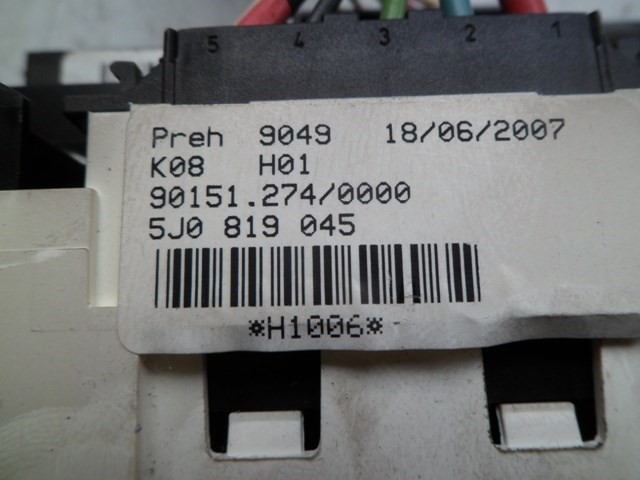 5 4 3 2 1
Preh 9049 18/06/2007
K08 H01
90151.274/0000
5J0 819 045
*H1006*